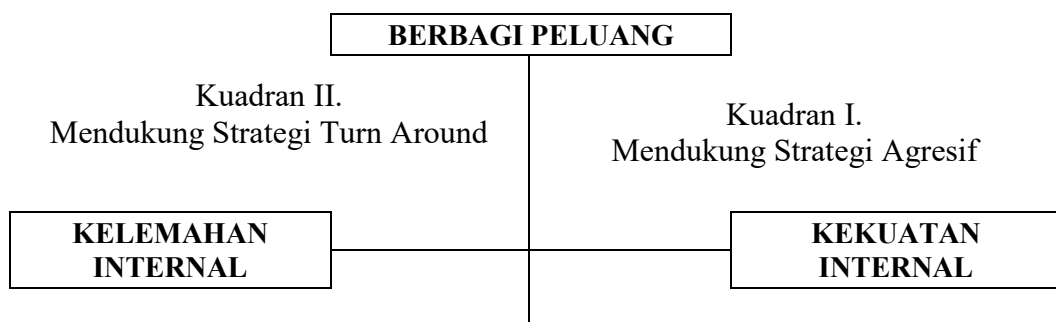 BERBAGI PELUANG
Kuadran II.
Mendukung Strategi Turn Around
Kuadran I.
Mendukung Strategi Agresif
KELEMAHAN
INTERNAL
KEKUATAN
INTERNAL